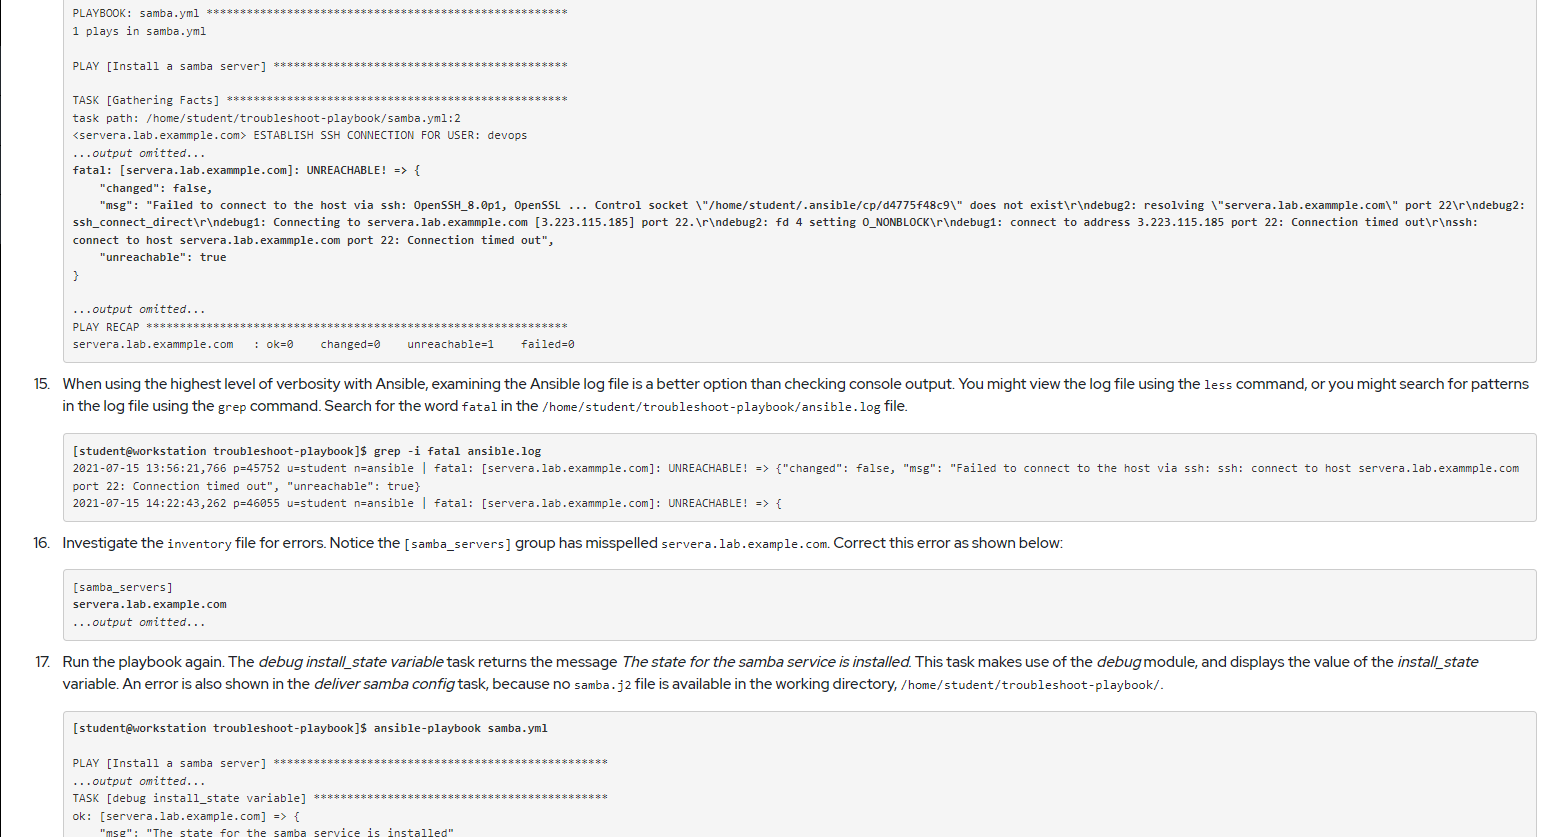 PLAYBOOK: samba.yml ******************************************************
1 plays in samba.yml
PLAY [Install a samba server] ********************************************
TASK [Gathering Facts] ***************************************************
task path: /home/student/troubleshoot-playbook/samba.yml:2
<servera.lab.exammple.com> ESTABLISH SSH CONNECTION FOR USER: devops
...output omitted...
fatal: [servera.lab.exammple.com]: UNREACHABLE! => {
"changed": false,
"msg": "Failed to connect to the host via ssh: OpenSSH_8.0p1, OpenSSL ... Control socket \"/home/student/.ansible/cp/d4775f48c9\" does not exist\r\ndebug2: resolving \"servera.lab.exammple.com\" port 22\r\ndebug2:
ssh_connect_direct\r\ndebug1: Connecting to servera.lab.exammple.com [3.223.115.185] port 22.\r\ndebug2: fd 4 setting O_NONBLOCK\r\ndebug1: connect to address 3.223.115.185 port 22: Connection timed out\r\nssh:
connect to host servera.lab.exammple.com port 22: Connection timed out",
"unreachable": true
}
...output omitted...
PLAY RECAP ***************************************************************
servera.lab.exammple.com : ok=0 changed=0 unreachable=1 failed=0
15. When using the highest level of verbosity with Ansible, examining the Ansible log file is a better option than checking console output. You might view the log file using the less command, or you might search for patterns
in the log file using the grep command. Search for the word fatal in the /home/student/troubleshoot-playbook/ansible.log file.
[student@workstation troubleshoot-playbook]$ grep -i fatal ansible.log
2021-07-15 13:56:21,766 p=45752 u=student n=ansible | fatal: [servera.lab.exammple.com]: UNREACHABLE! => {"changed": false, "msg": "Failed to connect to the host via ssh: ssh: connect to host servera.lab.exammple.com
port 22: Connection timed out", "unreachable": true}
2021-07-15 14:22:43,262 p=46055 u=student n=ansible | fatal: [servera.lab.exammple.com]: UNREACHABLE! => {
16. Investigate the inventory file for errors. Notice the [samba_servers] group has misspelled servera.lab.example.com. Correct this error as shown below:
[samba_servers]
servera.lab.example.com
...output omitted...
17. Run the playbook again. The debug install_state variable task returns the message The state for the samba service is installed. This task makes use of the debug module, and displays the value of the install_state
variable. An error is also shown in the deliver samba config task, because no samba.j2 file is available in the working directory, /home/student/troubleshoot-playbook/.
[student@workstation troubleshoot-playbook]$ ansible-playbook samba.yml
PLAY [Install a samba server] **************************************************
...output omitted...
TASK [debug install_state variable] ********************************************
ok: [servera.lab.example.com] => {
"msg": "The state for the samba service is installed"